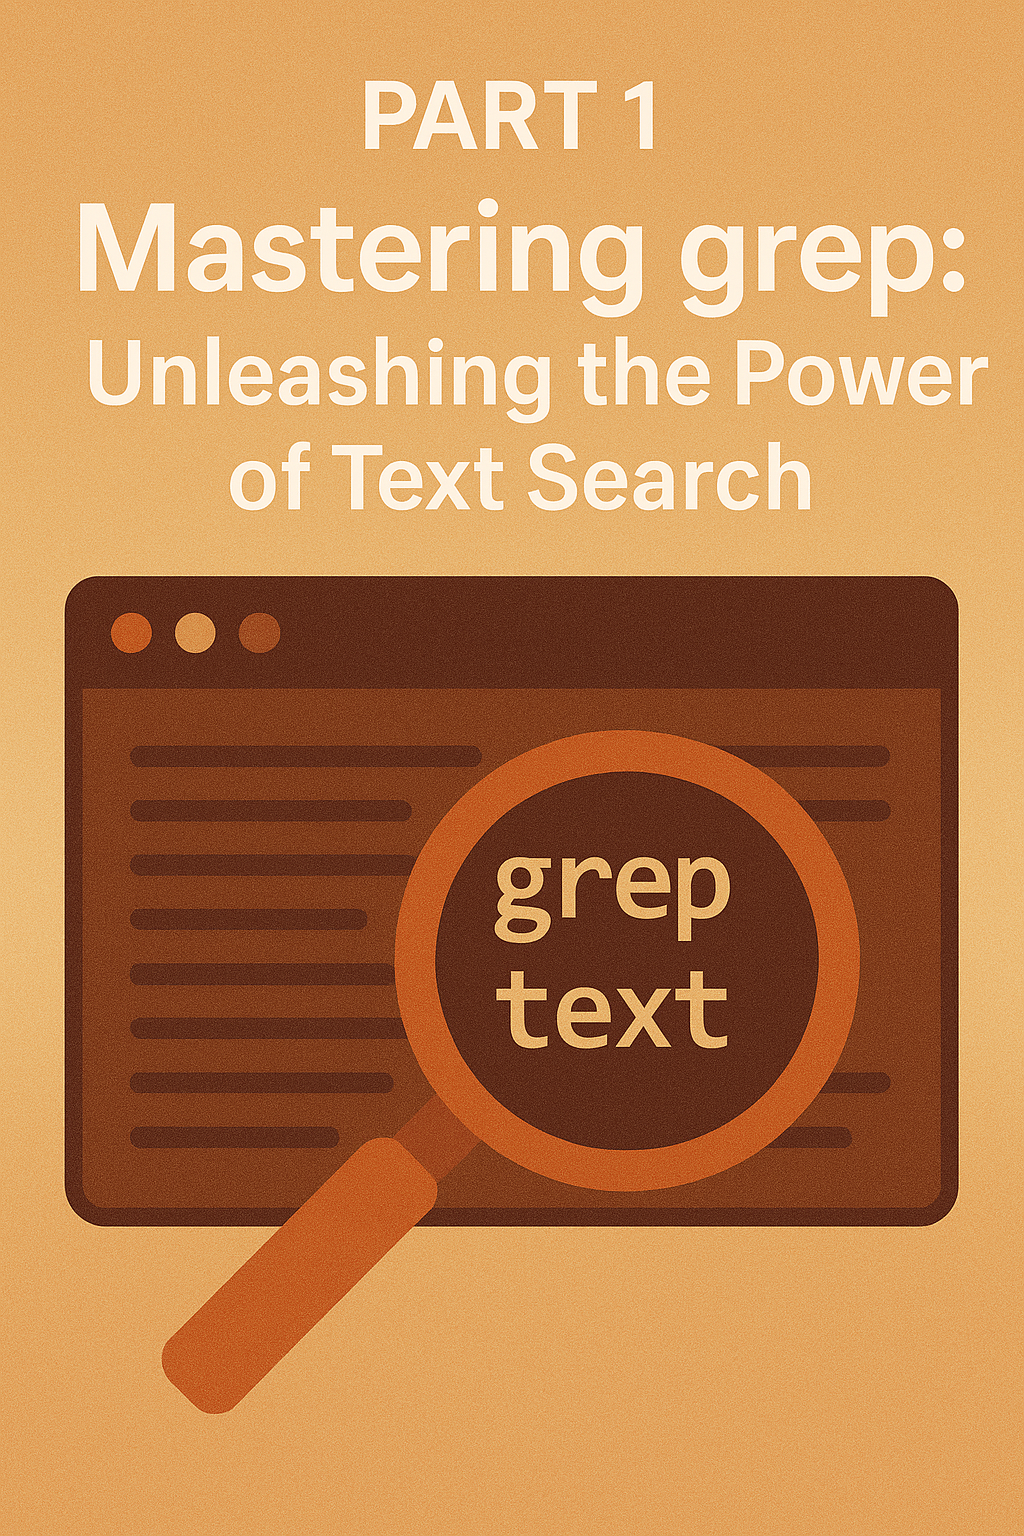 PART 1
Mastering grep:
Unleashing the Power
of Text Search
grep
text